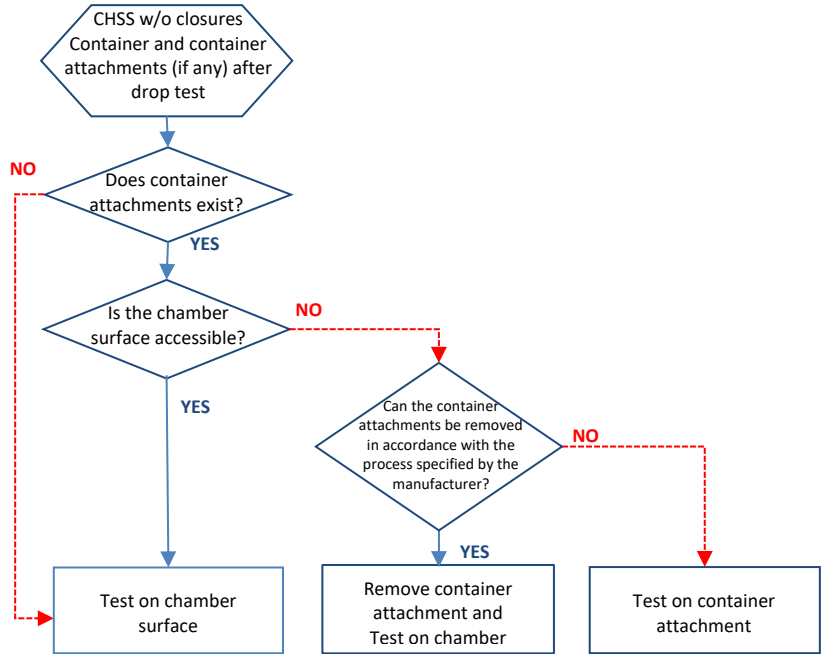 CHSS w/o closures
Container and container
attachments (if any) after
drop test
NO
Does container
attachments exist?
YES
Is the chamber
surface accessible?
NO
YES
Can the container
attachments be removed
in accordance with the
process specified by the
manufacturer?
NO
YES
Test on chamber
surface
Remove container
attachment and
Test on chamber
Test on container
attachment